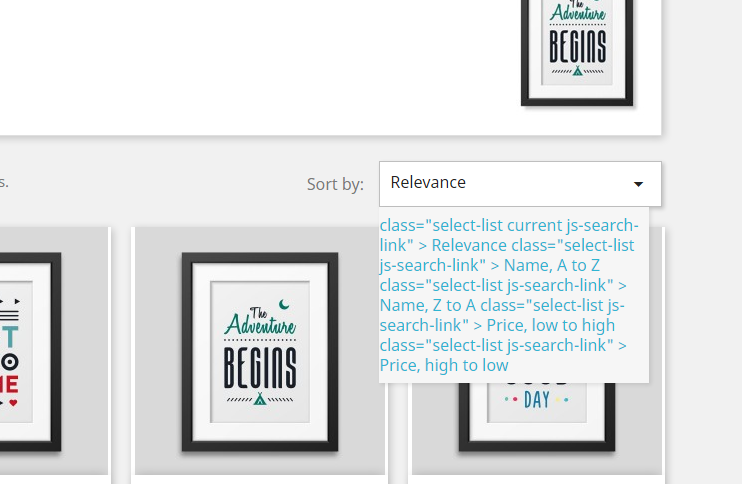 The
Adventure
BEGINS
s.
Sort by:
Relevance
class="select-list current js-search-
link" > Relevance class="select-list
js-search-link" > Name, A to Z
class="select-list js-search-link" >
Name, Z to A class="select-list js-
search-link" > Price, low to high
class="select-list js-search-link" >
Price, high to low
The
Adventure
BEGINS
DAY